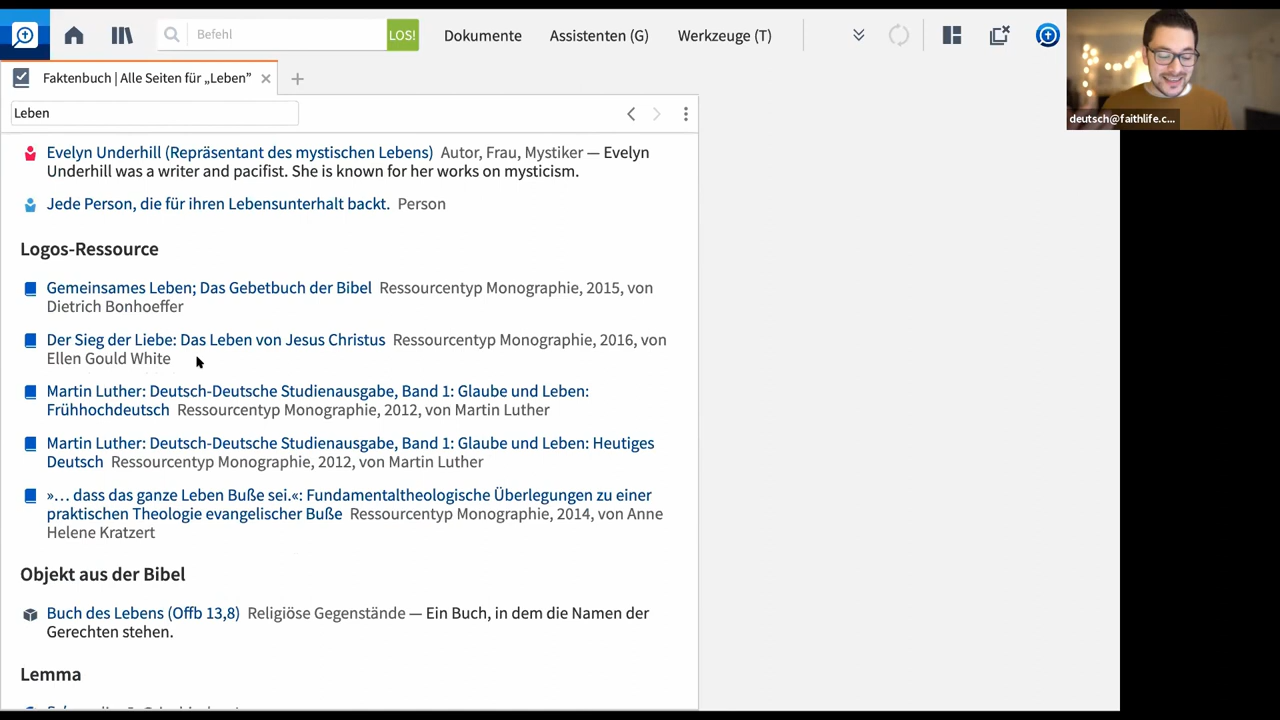 Befehl
LOS!
Dokumente
Assistenten (G)
Werkzeuge (T)
Faktenbuch | Alle Seiten für „Leben”
Leben
deutsch@faithlife.c...
Evelyn Underhill (Repräsentant des mystischen Lebens) Autor, Frau, Mystiker — Evelyn
Underhill was a writer and pacifist. She is known for her works on mysticism.
Jede Person, die für ihren Lebensunterhalt backt. Person
Logos-Ressource
Gemeinsames Leben; Das Gebetbuch der Bibel Ressourcentyp Monographie, 2015, von
Dietrich Bonhoeffer
Der Sieg der Liebe: Das Leben von Jesus Christus Ressourcentyp Monographie, 2016, von
Ellen Gould White
Martin Luther: Deutsch-Deutsche Studienausgabe, Band 1: Glaube und Leben:
Frühhochdeutsch Ressourcentyp Monographie, 2012, von Martin Luther
Martin Luther: Deutsch-Deutsche Studienausgabe, Band 1: Glaube und Leben: Heutiges
Deutsch Ressourcentyp Monographie, 2012, von Martin Luther
»… dass das ganze Leben Buße sei.«: Fundamentaltheologische Überlegungen zu einer
praktischen Theologie evangelischer Buße Ressourcentyp Monographie, 2014, von Anne
Helene Kratzert
Objekt aus der Bibel
Buch des Lebens (Offb 13,8) Religiöse Gegenstände — Ein Buch, in dem die Namen der
Gerechten stehen.
Lemma